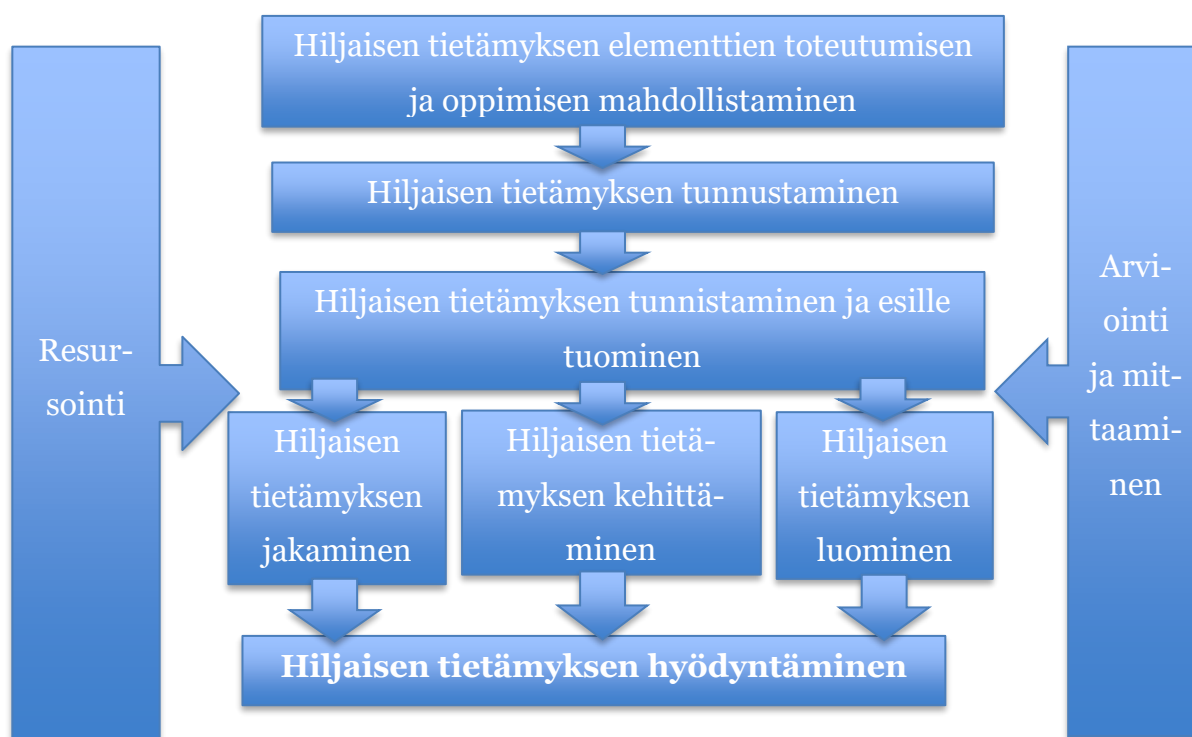 Hiljaisen tietämyksen elementtien toteutumisen
ja oppimisen mahdollistaminen
Hiljaisen tietämyksen tunnustaminen
Hiljaisen tietämyksen tunnistaminen ja esille
tuominen
Resur-
sointi
Arvi-
ointi
ja mit-
taami-
nen
Hiljaisen
tietämyksen
jakaminen
Hiljaisen tietä-
myksen kehittä-
minen
Hiljaisen
tietämyksen
luominen
Hiljaisen tietämyksen hyödyntäminen